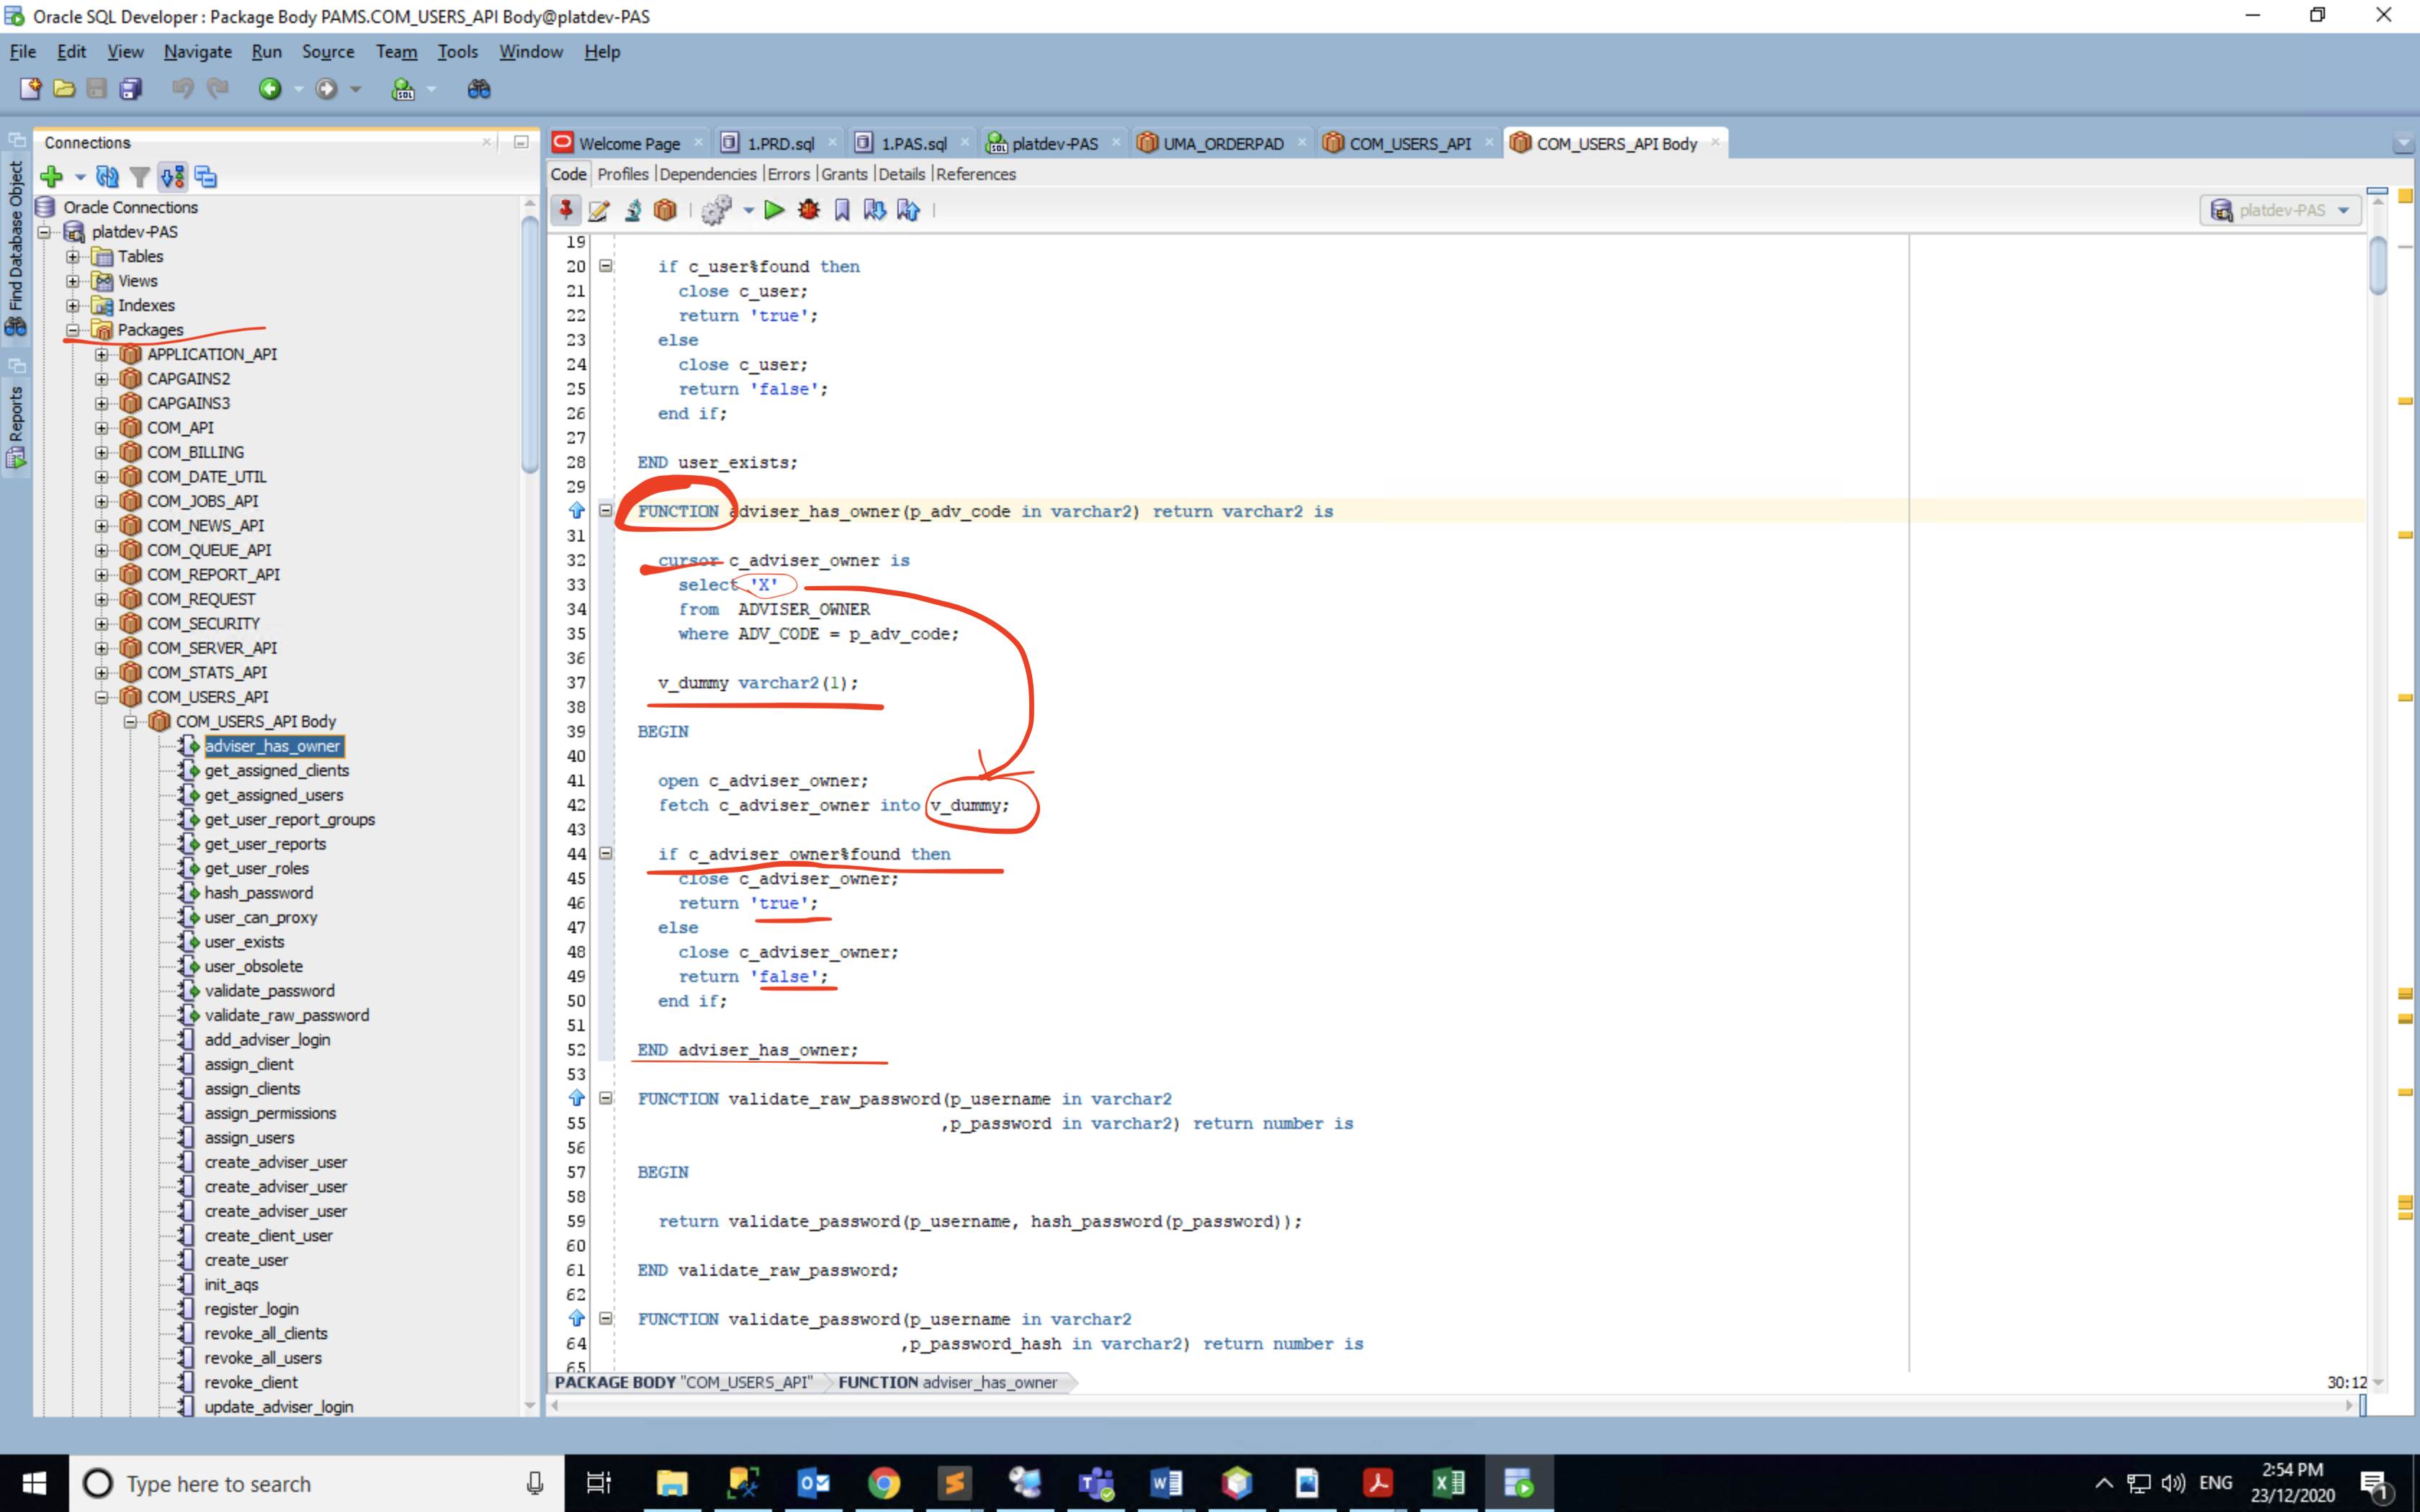 Oracle SQL Developer : Package Body PAMS.COM_USERS_API Body@platdev-PAS
File Edit View Navigate Run Source Team Tools Window Help
Find Database Object
Reports
Connections
Oracle Connections
platdev-PAS
Tables
Views
Indexes
Packages
APPLICATION_API
CAPGAINS2
CAPGAINS3
COM_API
COM_BILLING
COM_DATE_UTIL
COM_JOBS_API
COM_NEWS_API
COM_QUEUE_API
COM_REPORT_API
COM_REQUEST
COM_SECURITY
COM_SERVER_API
COM_STATS_API
COM_USERS_API
COM_USERS_API Body
adviser_has_owner
get_assigned_clients
get_assigned_users
get_user_report_groups
get_user_reports
get_user_roles
hash_password
user_can_proxy
user_exists
user_obsolete
validate_password
validate_raw_password
add_adviser_login
assign_client
assign_clients
assign_permissions
assign_users
create_adviser_user
create_adviser_user
create_adviser_user
create_client_user
create_user
init_aqs
register_login
revoke_all_clients
revoke_all_users
revoke_client
update_adviser_login
Welcome Page 1.PRD.sql 1.PAS.sql platdev-PAS UMA_ORDERPAD COM_USERS_API COM_USERS_API Body
Code Profiles Dependencies Errors Grants Details References
platdev-PAS
19
20 if c_user%found then
21 close c_user;
22 return 'true';
23 else
24 close c_user;
25 return 'false';
26 end if;
27
28 END user_exists;
29
FUNCTION adviser_has_owner(p_adv_code in varchar2) return varchar2 is
31
32 cursor c_adviser_owner is
33 select 'X'
34 from ADVISER_OWNER
35 where ADV_CODE = p_adv_code;
36
37 v_dummy varchar2(1);
38
39 BEGIN
40
41 open c_adviser_owner;
42 fetch c_adviser_owner into v_dummy;
43
44 if c_adviser_owner%found then
45 close c_adviser_owner;
46 return 'true';
47 else
48 close c_adviser_owner;
49 return 'false';
50 end if;
51
52 END adviser_has_owner;
53
FUNCTION validate_raw_password(p_username in varchar2
55 ,p_password in varchar2) return number is
56
57 BEGIN
58
59 return validate_password(p_username, hash_password(p_password));
60
61 END validate_raw_password;
62
FUNCTION validate_password(p_username in varchar2
64 ,p_password_hash in varchar2) return number is
65
PACKAGE BODY "COM_USERS_API" FUNCTION adviser_has_owner
30:12
Type here to search
ENG
2:54 PM
23/12/2020
1